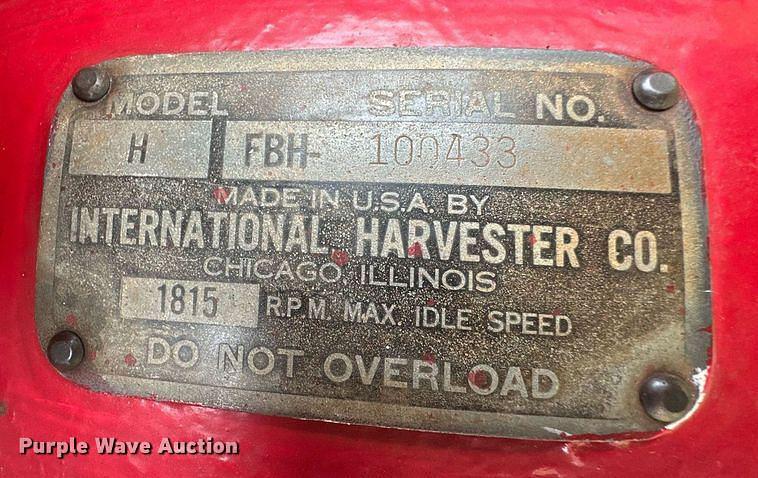 MODEL SERIAL NO.
H FBH- 100433
MADE IN U.S.A. BY
INTERNATIONAL HARVESTER CO.
CHICAGO, ILLINOIS
1815 R.P.M. MAX. IDLE SPEED
DO NOT OVERLOAD
Purple Wave Auction